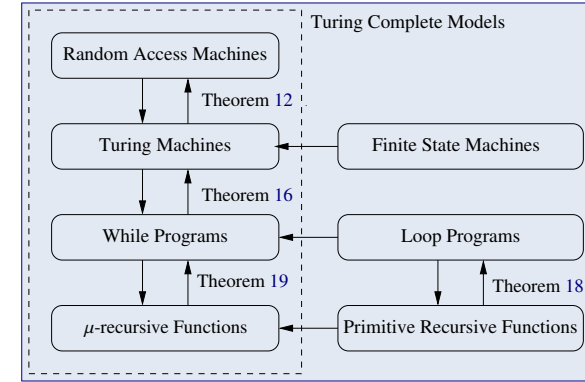 Turing Complete Models
Random Access Machines
Theorem 12
Turing Machines
Finite State Machines
Theorem 16
While Programs
Loop Programs
Theorem 19
Theorem 18
μ-recursive Functions
Primitive Recursive Functions